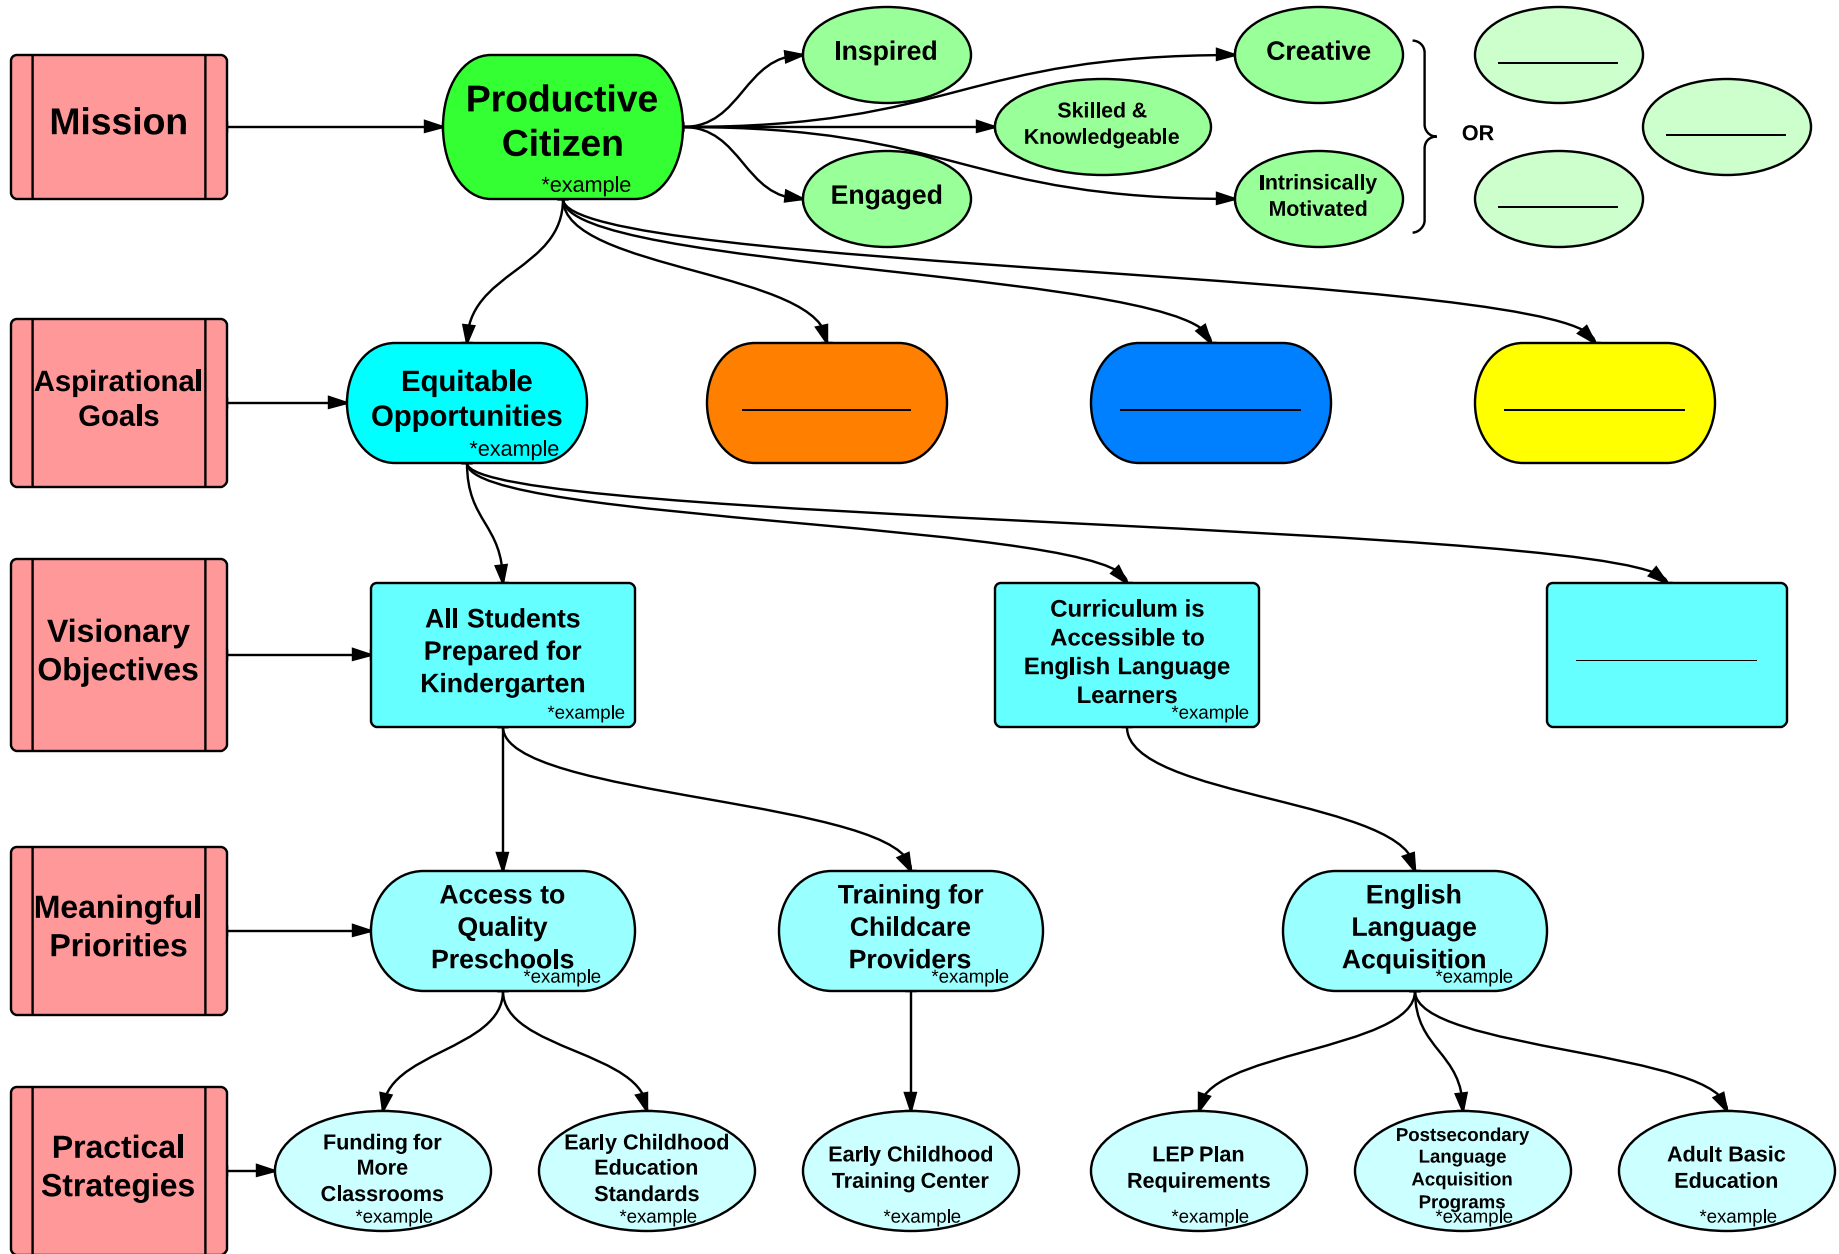 Mission
Productive
Citizen
*example
Inspired
Creative
Skilled &
Knowledgeable
OR
Engaged
Intrinsically
Motivated
Aspirational
Goals
Equitable
Opportunities
*example
Visionary
Objectives
All Students
Prepared for
Kindergarten
*example
Curriculum is
Accessible to
English Language
Learners
*example
Meaningful
Priorities
Access to
Quality
Preschools
*example
Training for
Childcare
Providers
*example
English
Language
Acquisition
*example
Practical
Strategies
Funding for
More
Classrooms
*example
Early Childhood
Education
Standards
*example
Early Childhood
Training Center
*example
LEP Plan
Requirements
*example
Postsecondary
Language
Acquisition
Programs
*example
Adult Basic
Education
*example